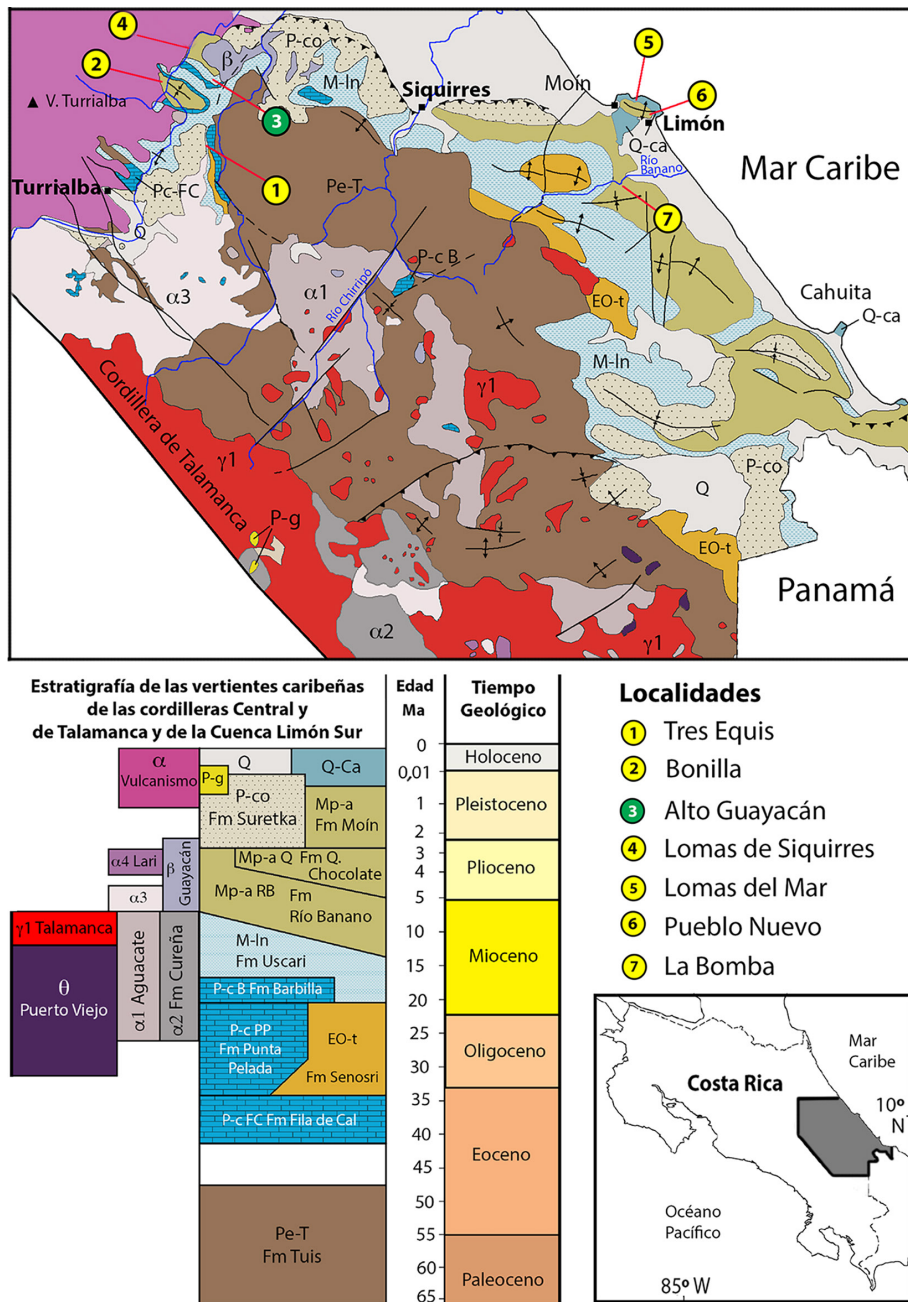 4
P-co
5
β
Moín
6
2
M-ln
Siquirres
V. Turrialba
Limón
3
Q-ca
Mar Caribe
Río
Banano
Turrialba
Pc-FC
1
Pe-T
7
Q
P-c B
α3
α1
Río Chirripó
EO-t
Cahuita
Q-ca
M-ln
Cordillera de Talamanca
γ1
γ1
P-co
Q
P-g
EO-t
Panamá
α2
γ1
Estratigrafía de las vertientes caribeñas
de las cordilleras Central y
de Talamanca y de la Cuenca Limón Sur
Edad
Ma
Tiempo
Geológico
α
Vulcanismo
Q
Q-Ca
P-g
P-co
Fm Suretka
Mp-a
Fm Moín
α4 Lari
β
Guayacán
Mp-a Q Fm Q.
Chocolate
α3
Mp-a RB Fm
Río Banano
γ1 Talamanca
α1 Aguacate
α2 Fm Cureña
M-ln
Fm Uscari
θ
Puerto Viejo
P-c B Fm Barbilla
P-c PP
Fm Punta
Pelada
EO-t
Fm Senosri
P-c FC Fm Fila de Cal
Pe-T
Fm Tuis
0
0,01
1
2
3
4
5
10
15
20
25
30
35
40
45
50
55
60
65
Holoceno
Pleistoceno
Plioceno
Mioceno
Oligoceno
Eoceno
Paleoceno
Localidades
1 Tres Equis
2 Bonilla
3 Alto Guayacán
4 Lomas de Siquirres
5 Lomas del Mar
6 Pueblo Nuevo
7 La Bomba
Mar
Caribe
Costa Rica
10º
N
Océano
Pacífico
85º W